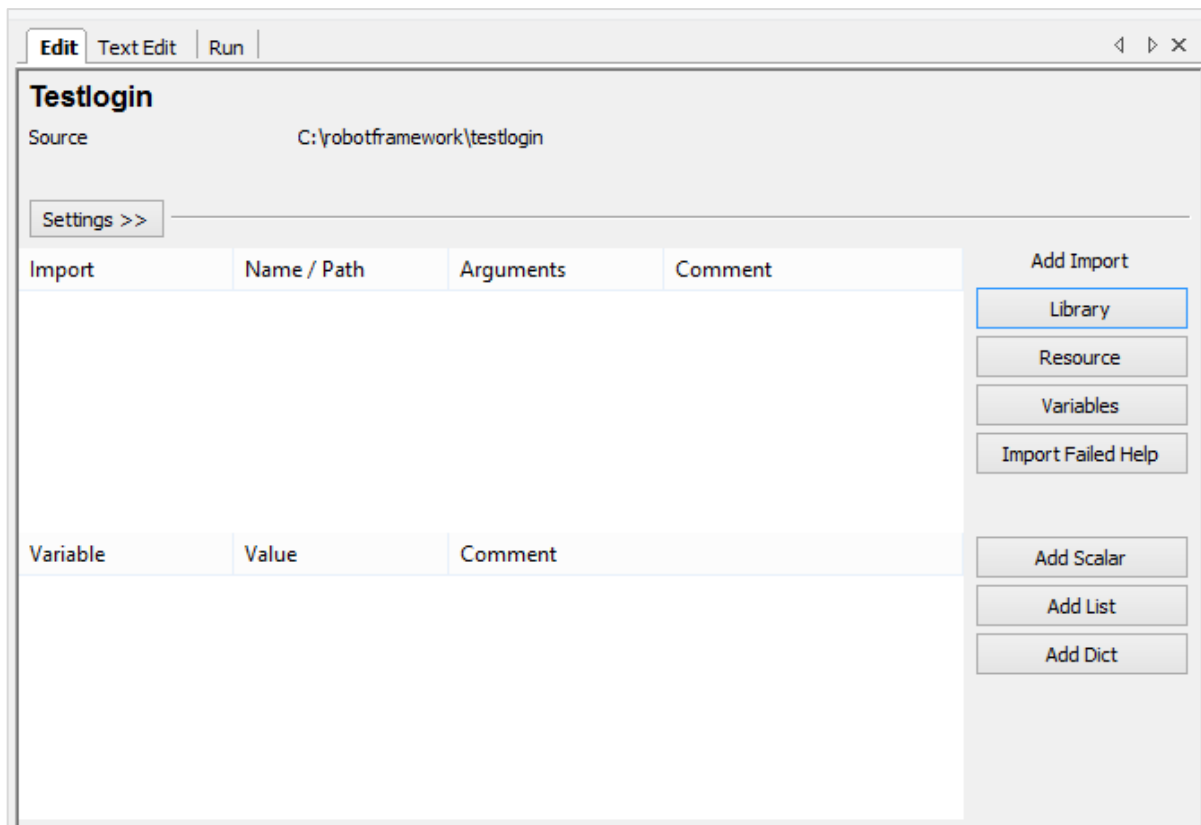 Edit Text Edit Run
Testlogin
Source C:\robotframework\testlogin
Settings >>
Import Name / Path Arguments Comment
Add Import
Library
Resource
Variables
Import Failed Help
Variable Value Comment
Add Scalar
Add List
Add Dict